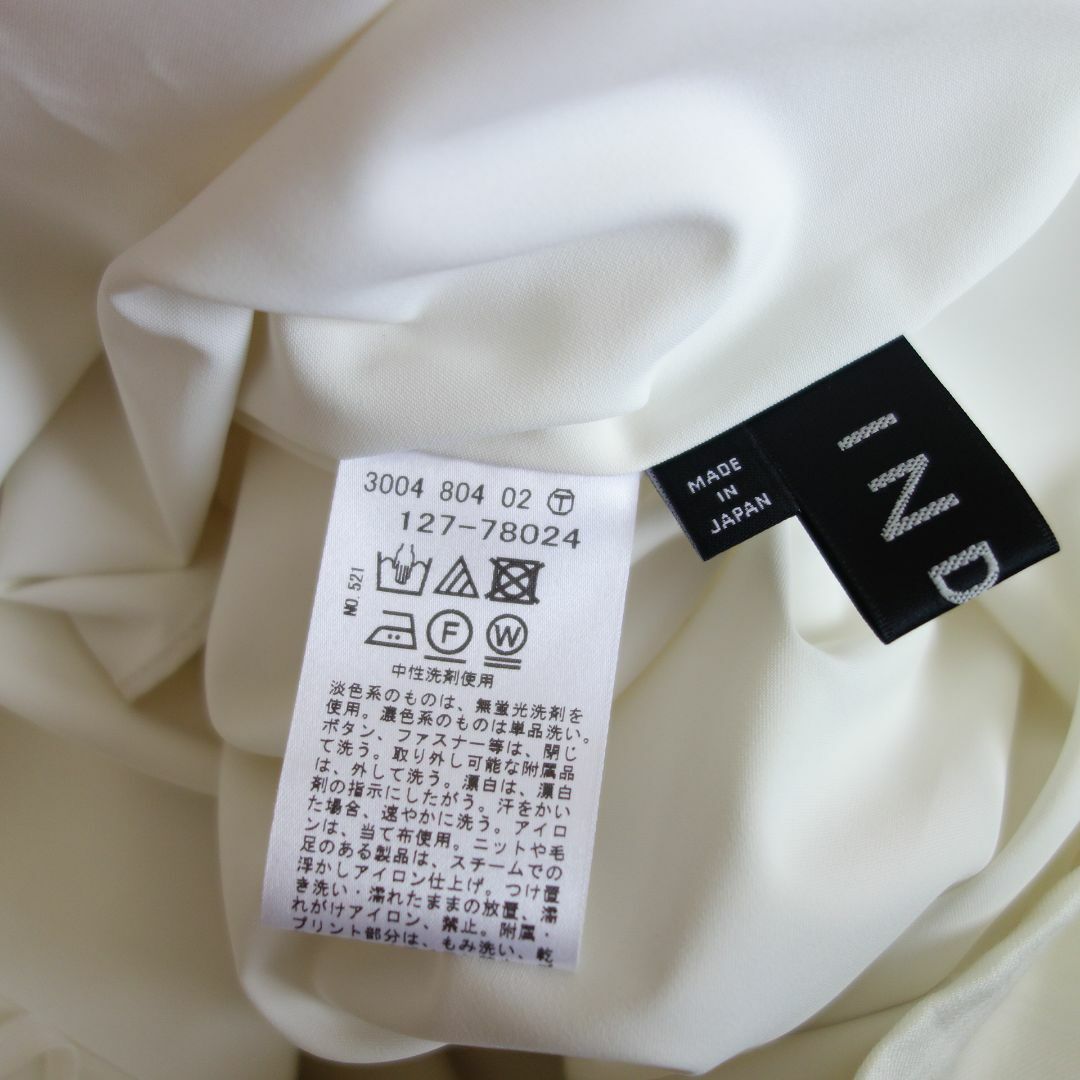 3004 804 02 Ⓣ
127-78024
NO.521
F
W
中性洗剤使用
淡色系のものは、無蛍光洗剤を
使用。濃色系のものは単品洗い。
ボタン、ファスナー等は、閉じ
て洗う。取り外し可能な附属品
は、外して洗う。漂白は、漂白
剤の指示にしたがう。汗をかい
た場合、速やかに洗う。アイロ
ンは、当て布使用。ニットや毛
足のある製品は、スチームでの
浮かしアイロン仕上げ。つけ置
き洗い・濡れたままの放置、濡
れがけアイロン、禁止。附属・
プリント部分は、もみ洗い、乾
MADE
IN
JAPAN
IND